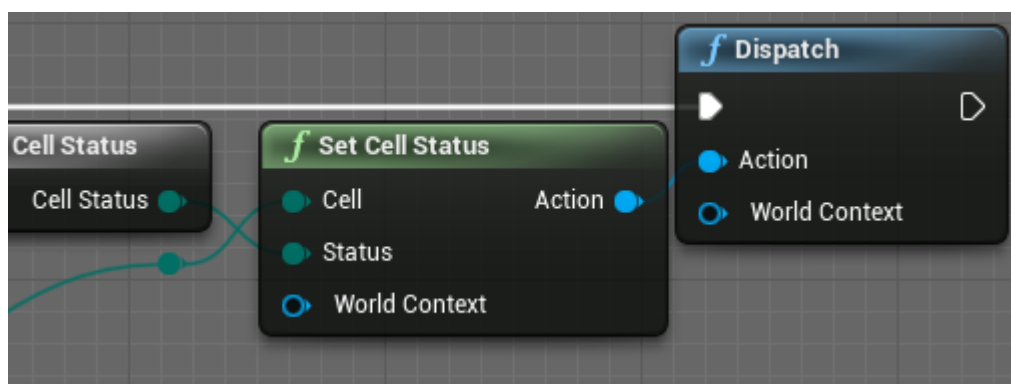 Dispatch
Cell Status
Set Cell Status
Action
Cell Status
Cell
Action
World Context
Status
World Context